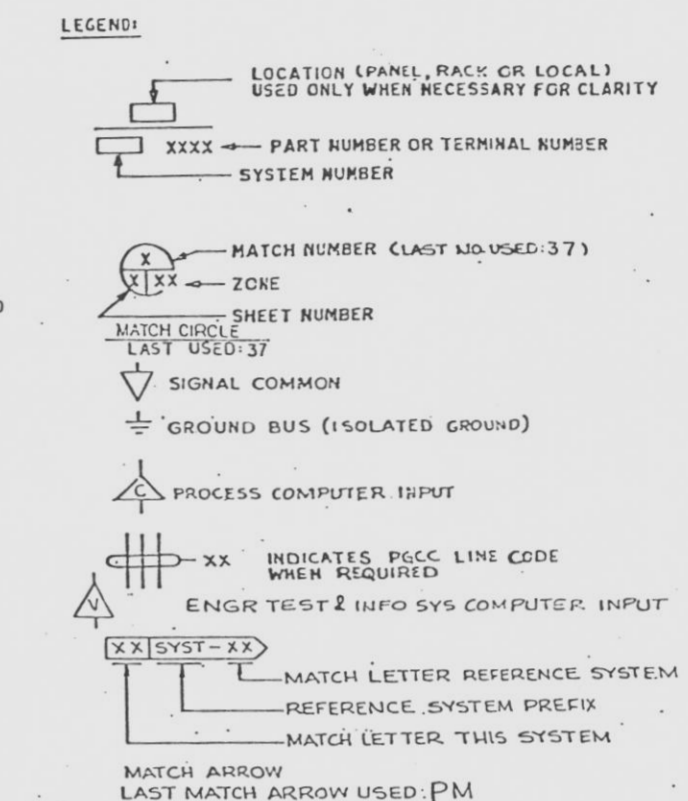 LEGEND:
LOCATION (PANEL, RACK OR LOCAL)
USED ONLY WHEN NECESSARY FOR CLARITY
XXXX PART NUMBER OR TERMINAL NUMBER
SYSTEM NUMBER
X MATCH NUMBER (LAST NO. USED:37)
X XX ZONE
SHEET NUMBER
MATCH CIRCLE
LAST USED:37
SIGNAL COMMON
GROUND BUS (ISOLATED GROUND)
C PROCESS COMPUTER INPUT
XX INDICATES PGCC LINE CODE
WHEN REQUIRED
V ENGR TEST & INFO SYS COMPUTER INPUT
XX SYST-XX
MATCH LETTER REFERENCE SYSTEM
REFERENCE SYSTEM PREFIX
MATCH LETTER THIS SYSTEM
MATCH ARROW
LAST MATCH ARROW USED:PM